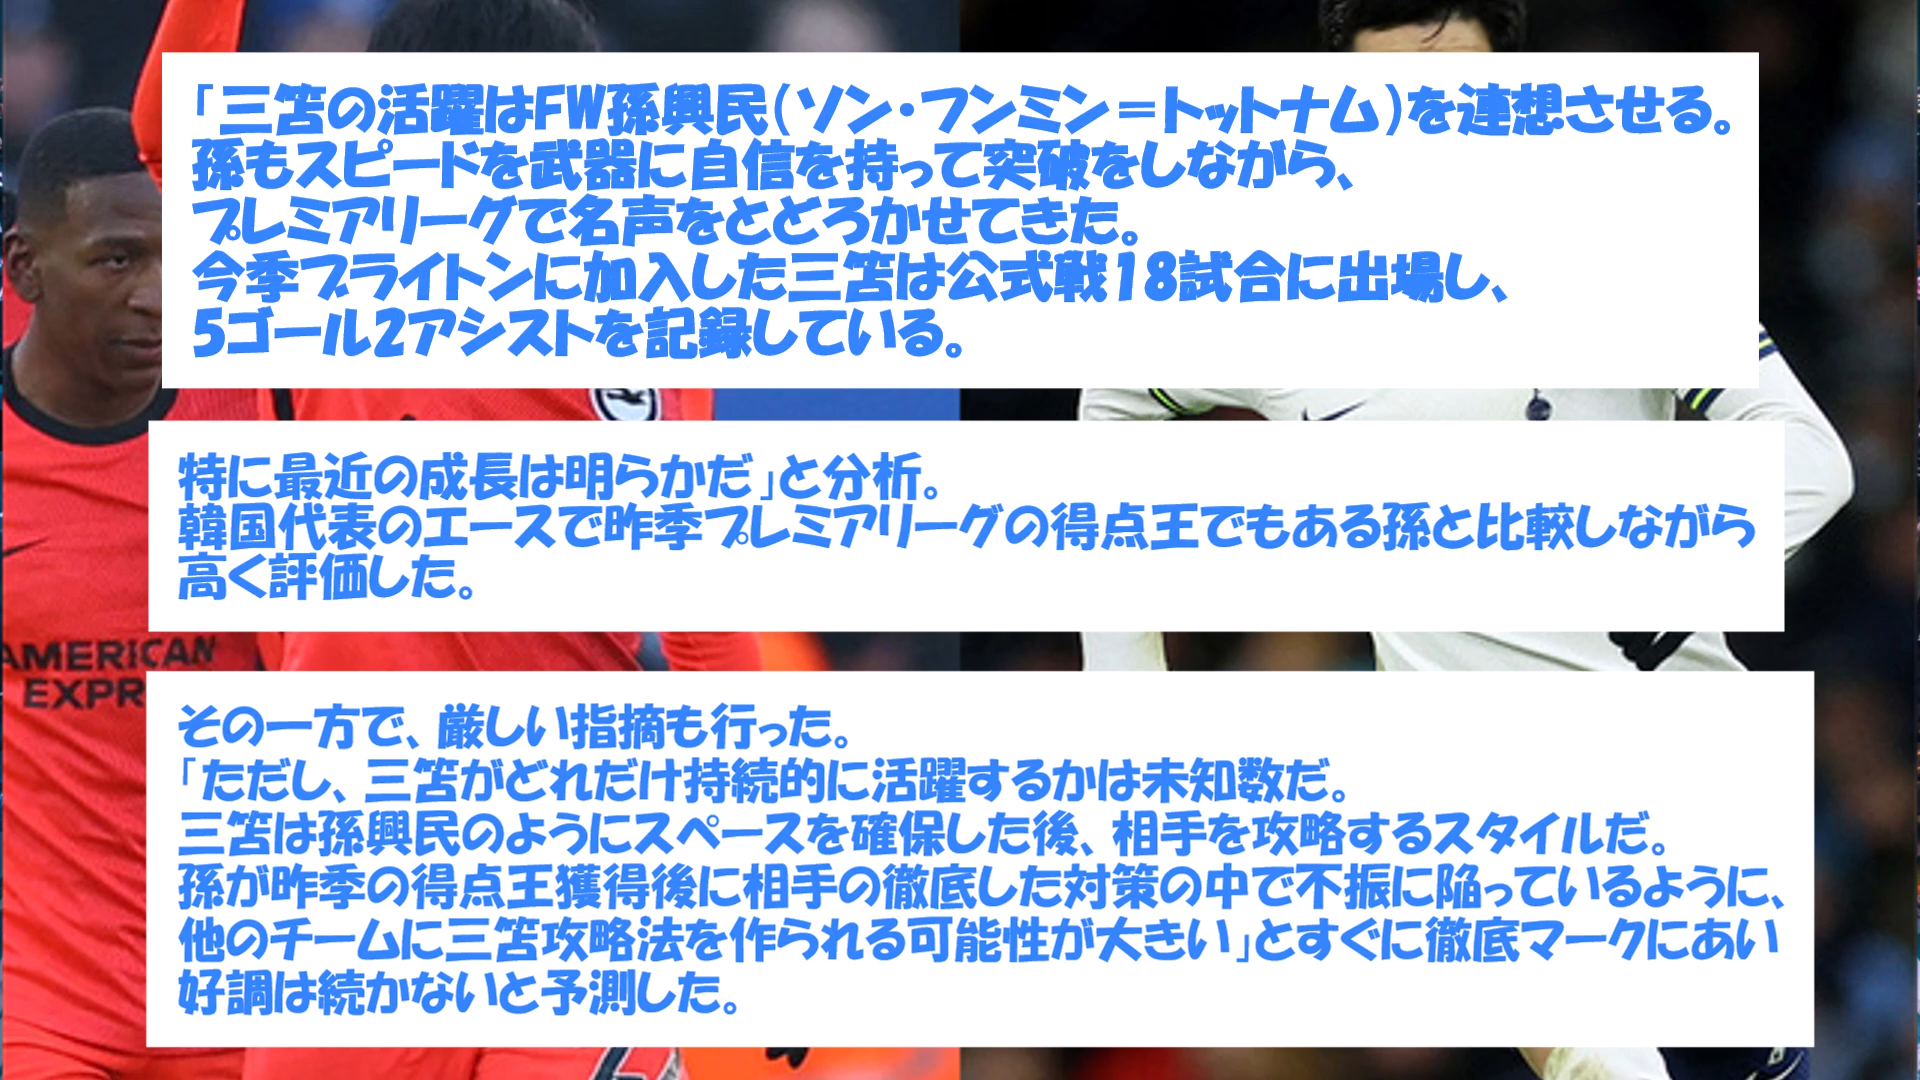 「三笘の活躍はFW孫興民(ソン・フンミン=トットナム)を連想させる。
孫もスピードを武器に自信を持って突破をしながら、
プレミアリーグで名声をとどろかせてきた。
今季ブライトンに加入した三笘は公式戦18試合に出場し、
5ゴール2アシストを記録している。
特に最近の成長は明らかだ」と分析。
韓国代表のエースで昨季プレミアリーグの得点王でもある孫と比較しながら
高く評価した。
AMERICAN
EXPR
その一方で、厳しい指摘も行った。
「ただし、三笘がどれだけ持続的に活躍するかは未知数だ。
三笘は孫興民のようにスペースを確保した後、相手を攻略するスタイルだ。
孫が昨季の得点王獲得後に相手の徹底した対策の中で不振に陥っているように、
他のチームに三笘攻略法を作られる可能性が大きい」とすぐに徹底マークにあい
好調は続かないと予測した。